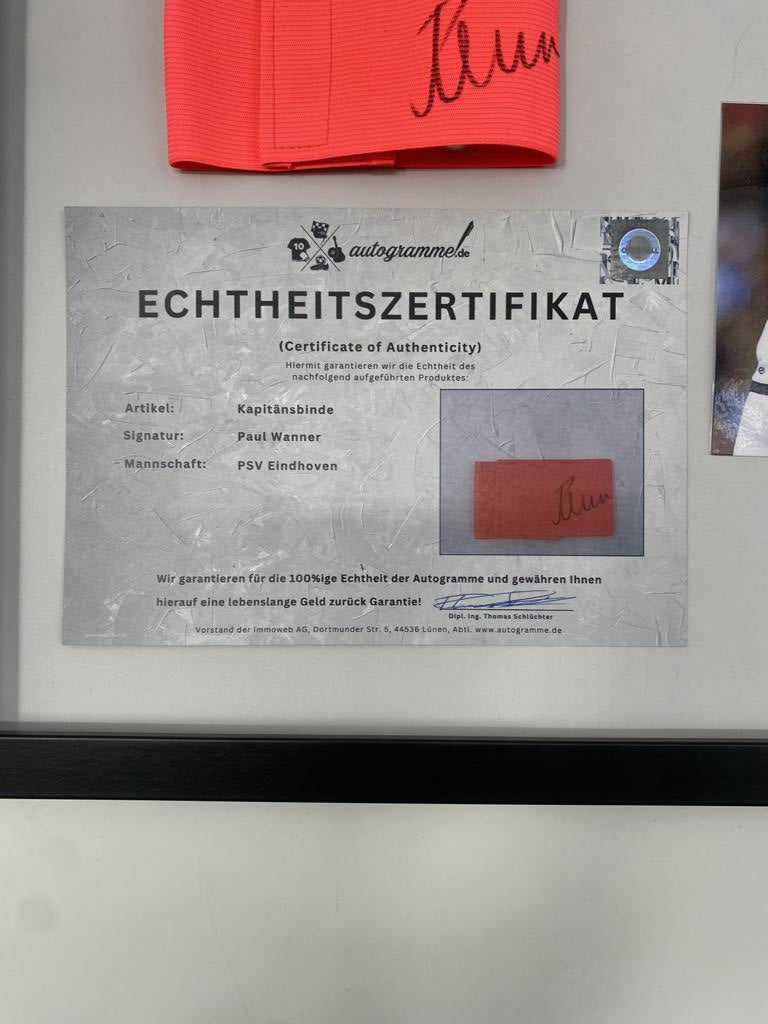 10
autogramme.de
ORIGINAL
ECHTHEITSZERTIFIKAT
(Certificate of Authenticity)
Hiermit garantieren wir die Echtheit des
nachfolgend aufgeführten Produktes:
Artikel: Kapitänsbinde
Signatur: Paul Wanner
Mannschaft: PSV Eindhoven
Wir garantieren für die 100%ige Echtheit der Autogramme und gewähren Ihnen
hierauf eine lebenslange Geld zurück Garantie!
Dipl. Ing. Thomas Schlüchter
Vorstand der Immoweb AG, Dortmunder Str. 5, 44536 Lünen, Abtl. www.autogramme.de